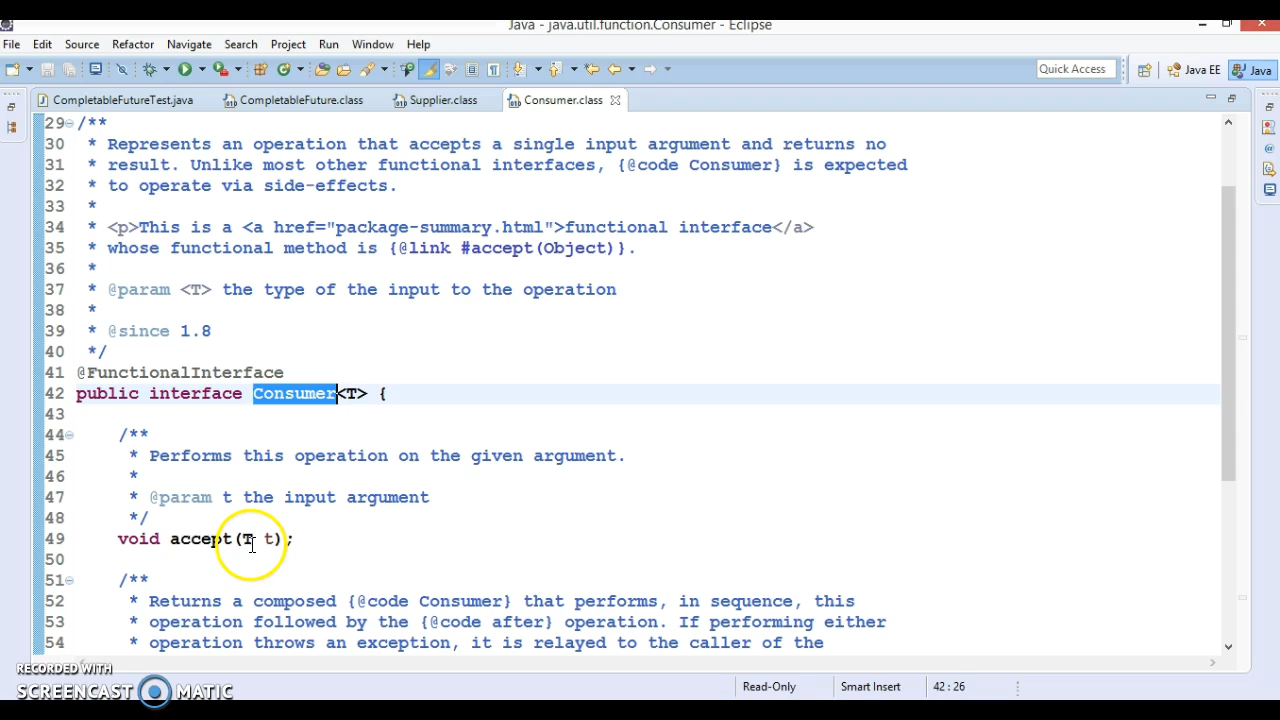 Java - java.util.function.Consumer - Eclipse
File Edit Source Refactor Navigate Search Project Run Window Help
Quick Access Java EE Java
CompletableFutureTest.java CompletableFuture.class Supplier.class Consumer.class
29 /**
30 * Represents an operation that accepts a single input argument and returns no
31 * result. Unlike most other functional interfaces, {@code Consumer} is expected
32 * to operate via side-effects.
33 *
34 * <p>This is a <a href="package-summary.html">functional interface</a>
35 * whose functional method is {@link #accept(Object)}.
36 *
37 * @param <T> the type of the input to the operation
38 *
39 * @since 1.8
40 */
41 @FunctionalInterface
42 public interface Consumer<T> {
43
44 /**
45 * Performs this operation on the given argument.
46 *
47 * @param t the input argument
48 */
49 void accept(T t);
50
51 /**
52 * Returns a composed {@code Consumer} that performs, in sequence, this
53 * operation followed by the {@code after} operation. If performing either
54 * operation throws an exception, it is relayed to the caller of the
RECORDED WITH
SCREENCAST MATIC
Read-Only Smart Insert 42 : 26